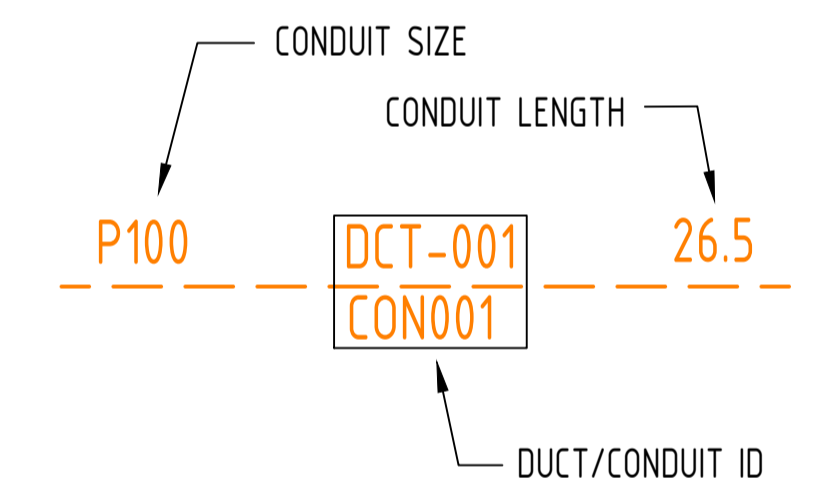 CONDUIT SIZE
CONDUIT LENGTH
P100
DCT-001
26.5
CON001
DUCT/CONDUIT ID